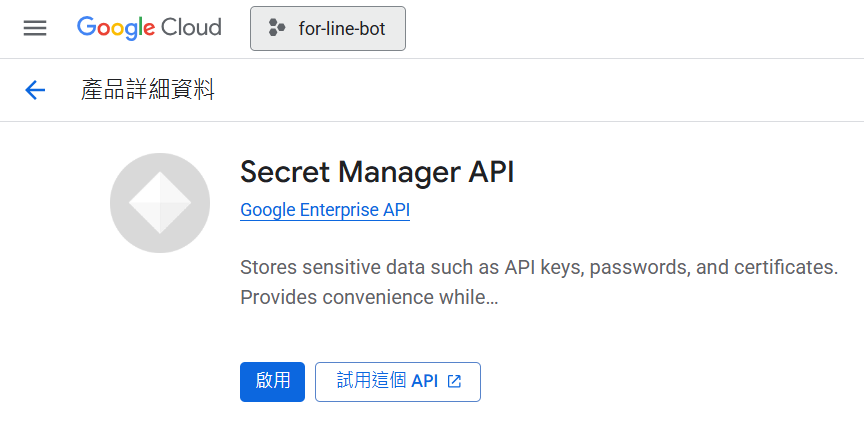 Google Cloud
for-line-bot
產品詳細資料
Secret Manager API
Google Enterprise API
Stores sensitive data such as API keys, passwords, and certificates.
Provides convenience while…
啟用
試用這個 API